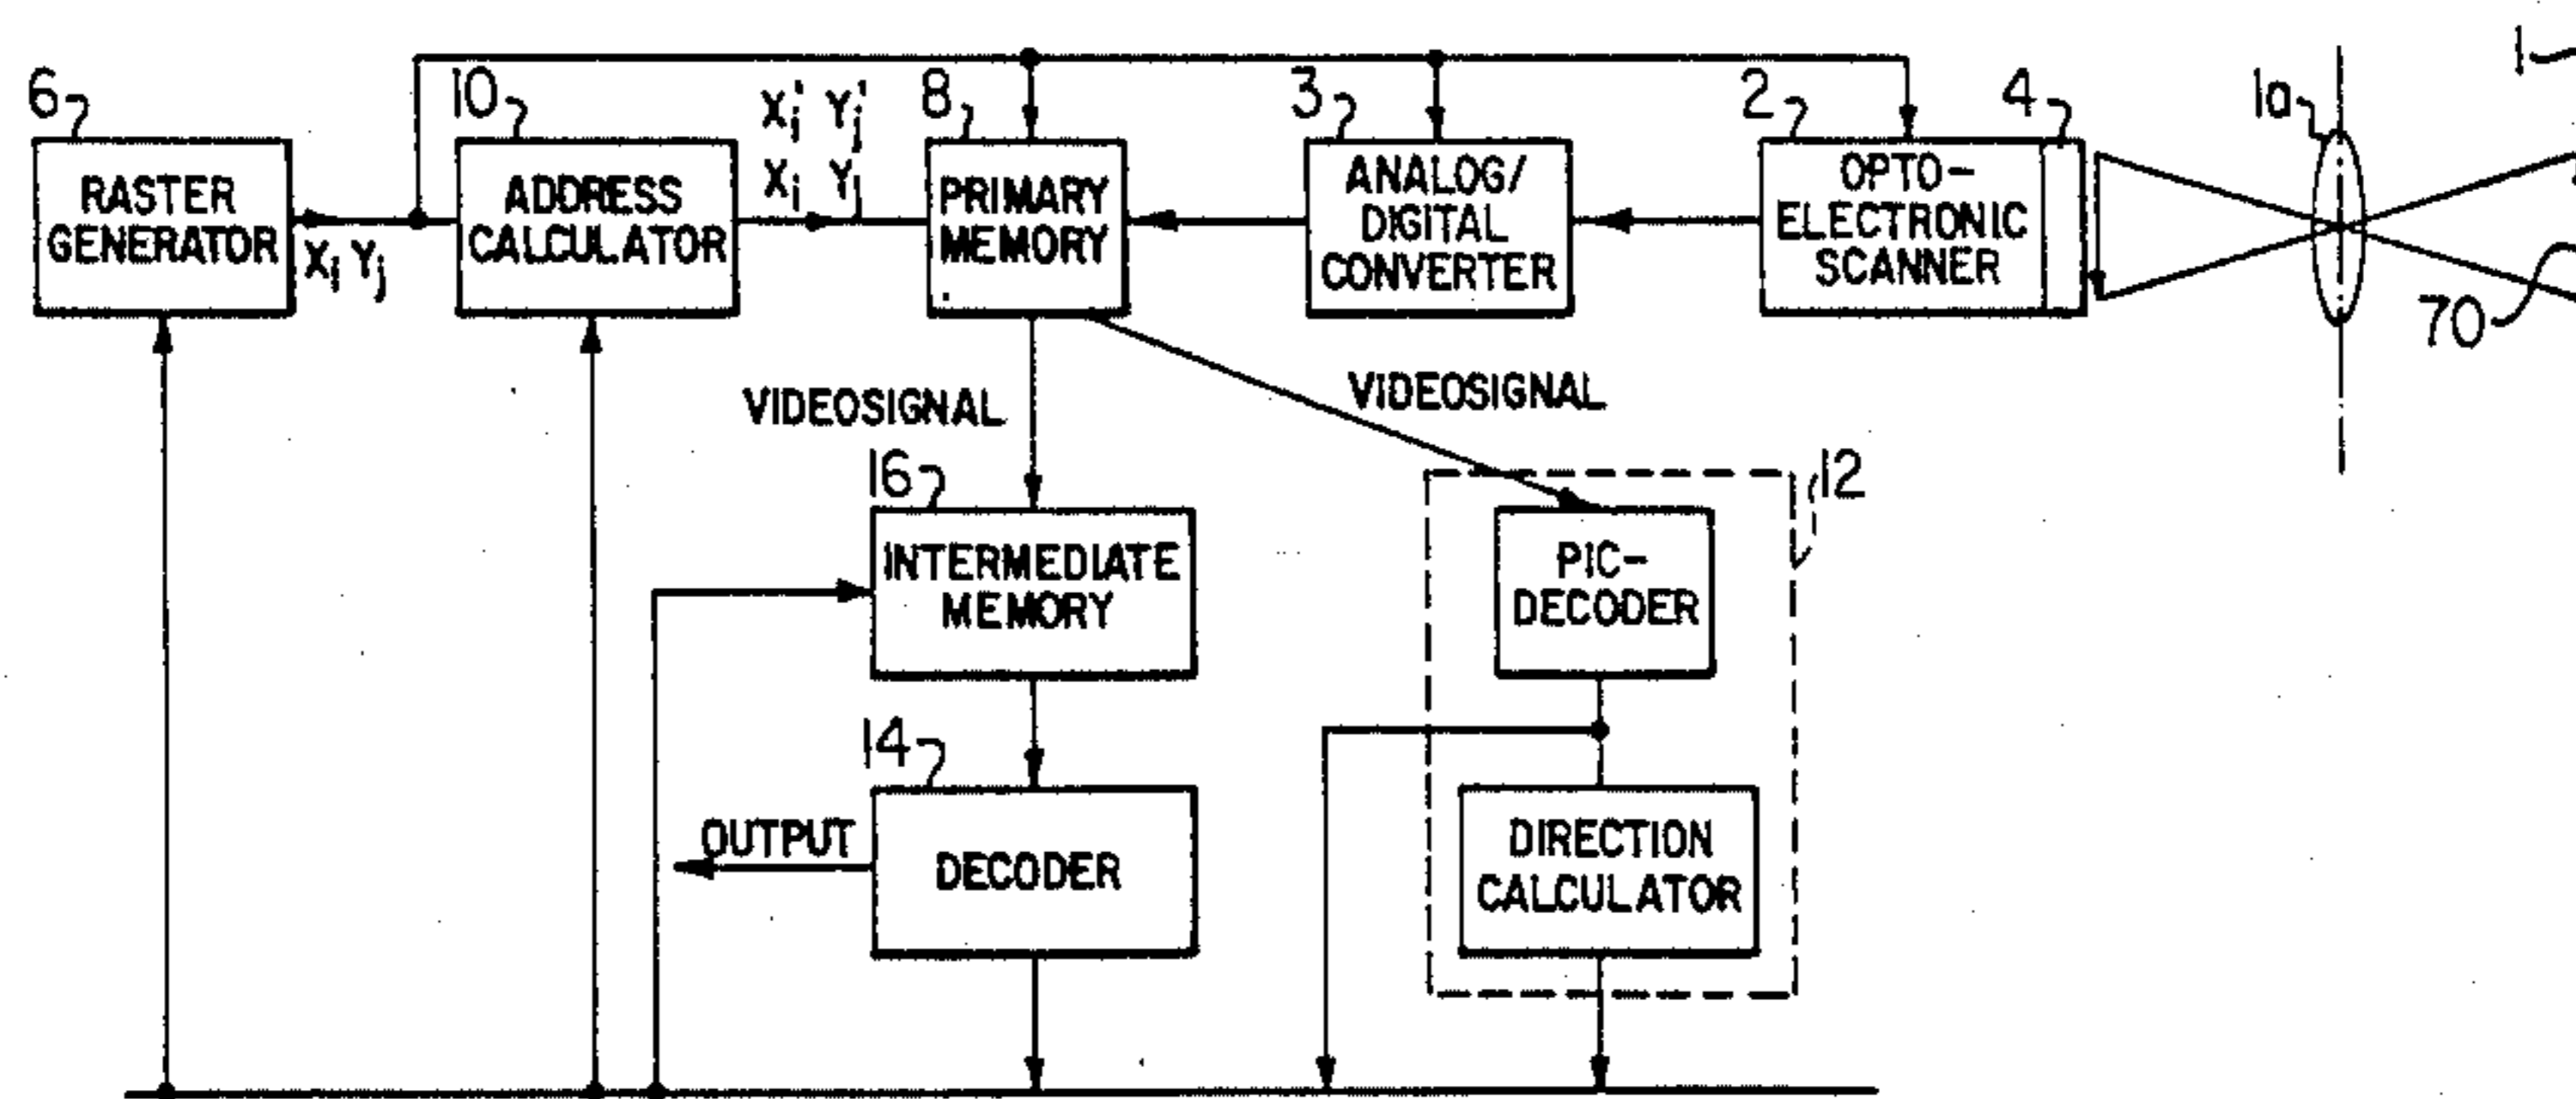 6
10
X'i Y'j
8
3
2
4
1a
1
RASTER
GENERATOR
Xi Yj
ADDRESS
CALCULATOR
Xi Yj
PRIMARY
MEMORY
ANALOG/
DIGITAL
CONVERTER
OPTO-
ELECTRONIC
SCANNER
70
VIDEOSIGNAL
VIDEOSIGNAL
16
12
INTERMEDIATE
MEMORY
PIC-
DECODER
14
OUTPUT
DECODER
DIRECTION
CALCULATOR